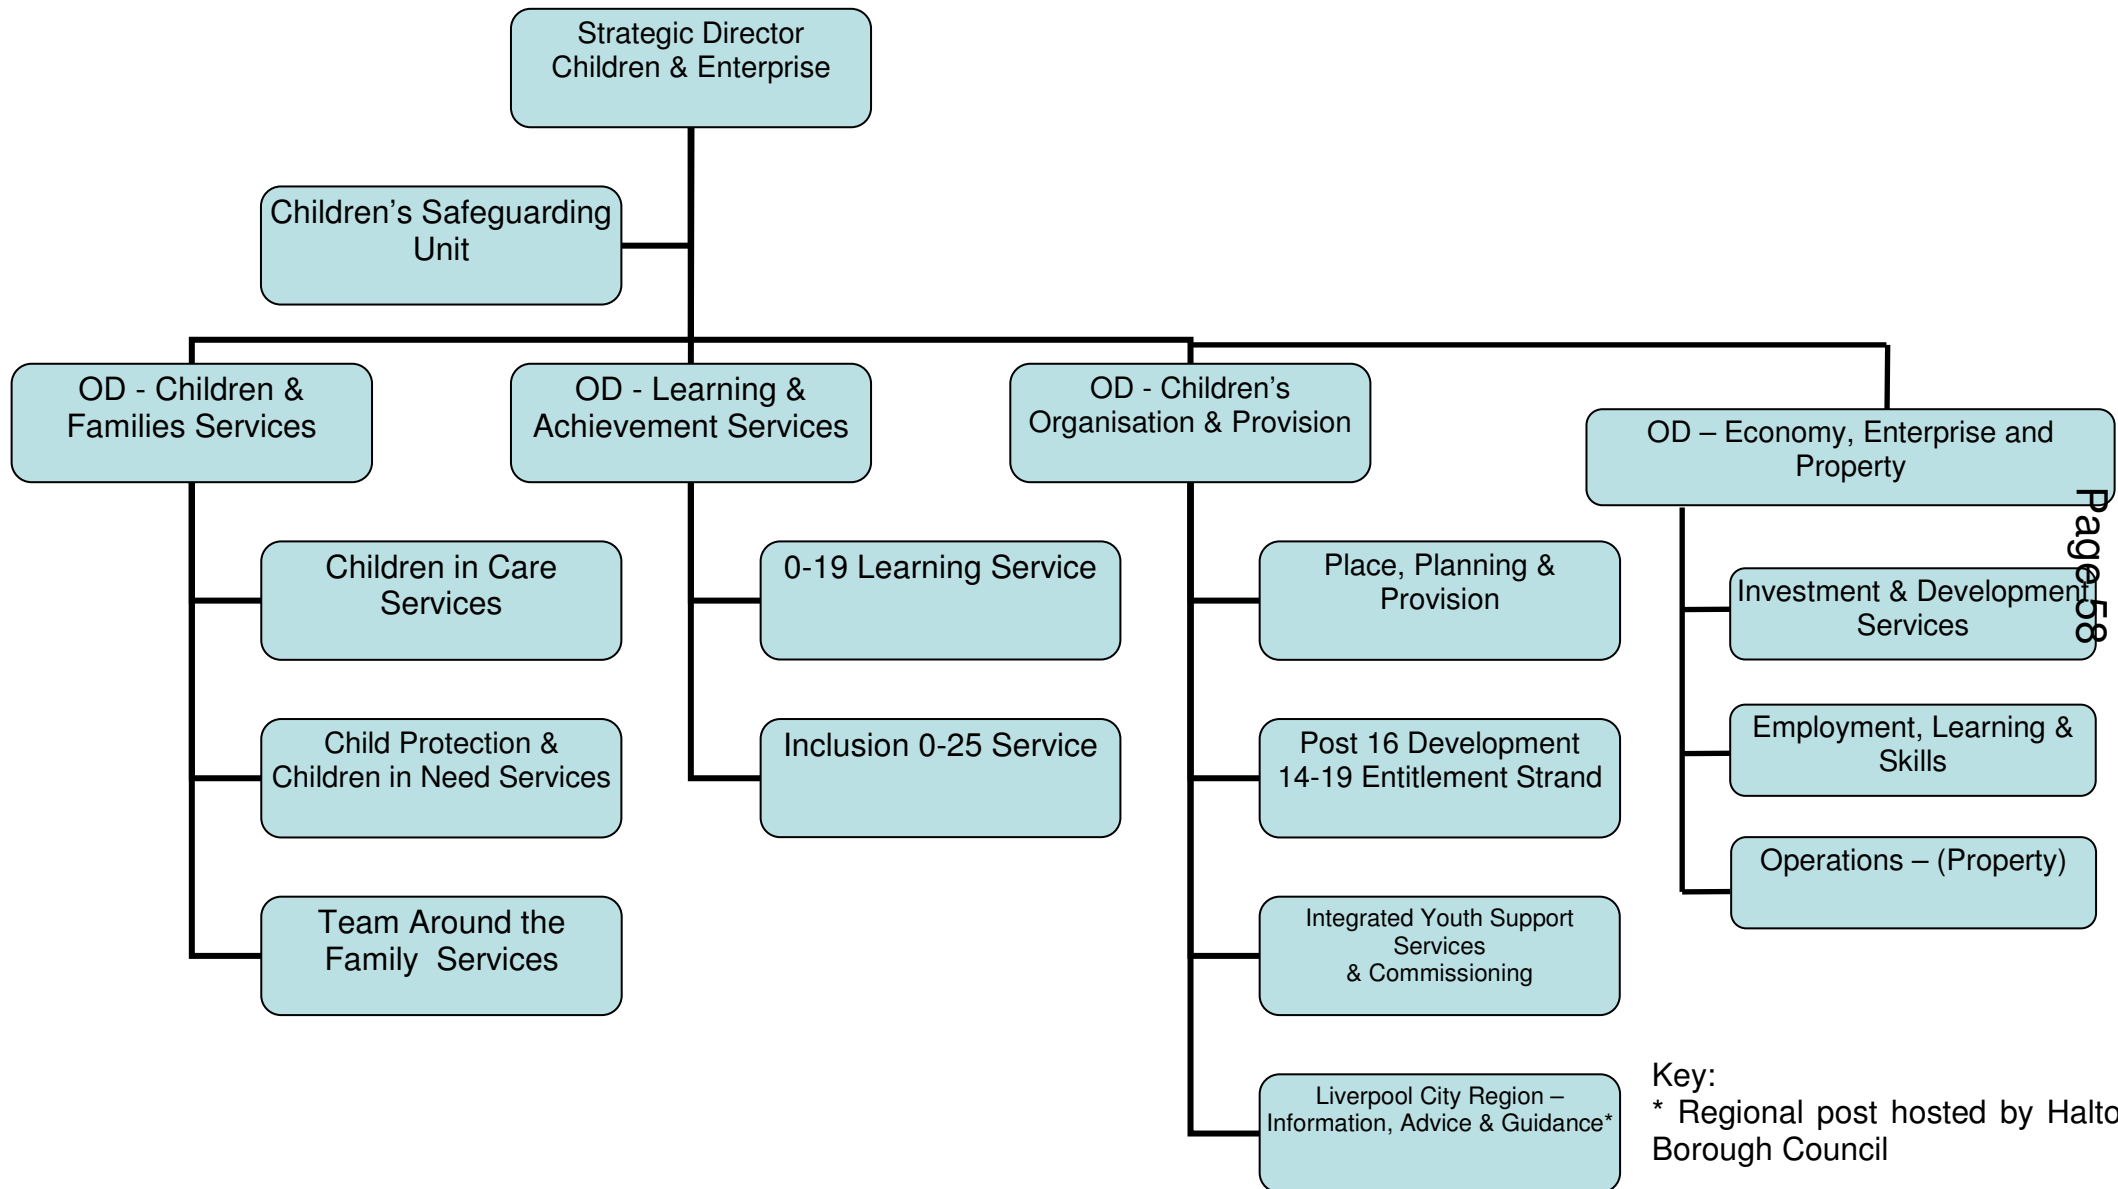 Strategic Director
Children & Enterprise
Children’s Safeguarding
Unit
OD - Children &
Families Services
OD - Learning &
Achievement Services
OD - Children’s
Organisation & Provision
OD – Economy, Enterprise and
Property
Children in Care
Services
Child Protection &
Children in Need Services
Team Around the
Family  Services
0-19 Learning Service
Inclusion 0-25 Service
Place, Planning &
Provision
Post 16 Development
14-19 Entitlement Strand
Integrated Youth Support
Services
& Commissioning
Liverpool City Region –
Information, Advice & Guidance*
Investment & Development
Services
Employment, Learning &
Skills
Operations – (Property)
Page 58
Key:
* Regional post hosted by Halto
Borough Council